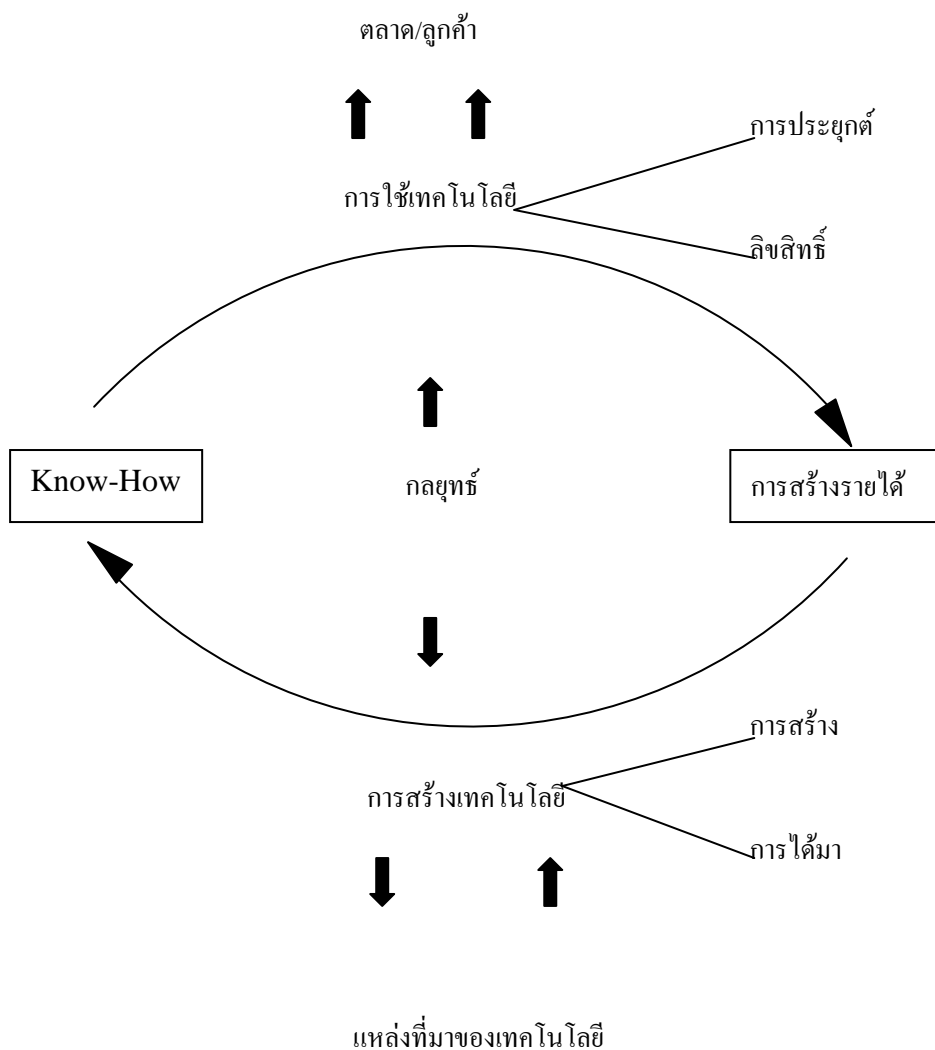 ตลาด/ลูกค้า
การประยุกต์
การใช้เทคโนโลยี
ลิขสิทธิ์
Know-How
กลยุทธ์
การสร้างรายได้
การสร้าง
การสร้างเทคโนโลยี
การได้มา
แหล่งที่มาของเทคโนโลยี